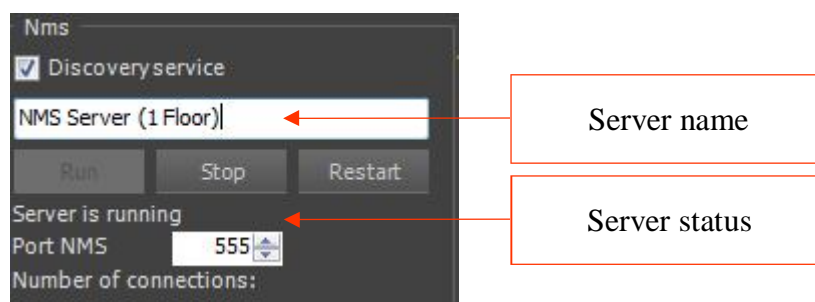 Nms
Discovery service
NMS Server (1 Floor)
Server name
Run Stop Restart
Server is running
Server status
Port NMS 555
Number of connections: